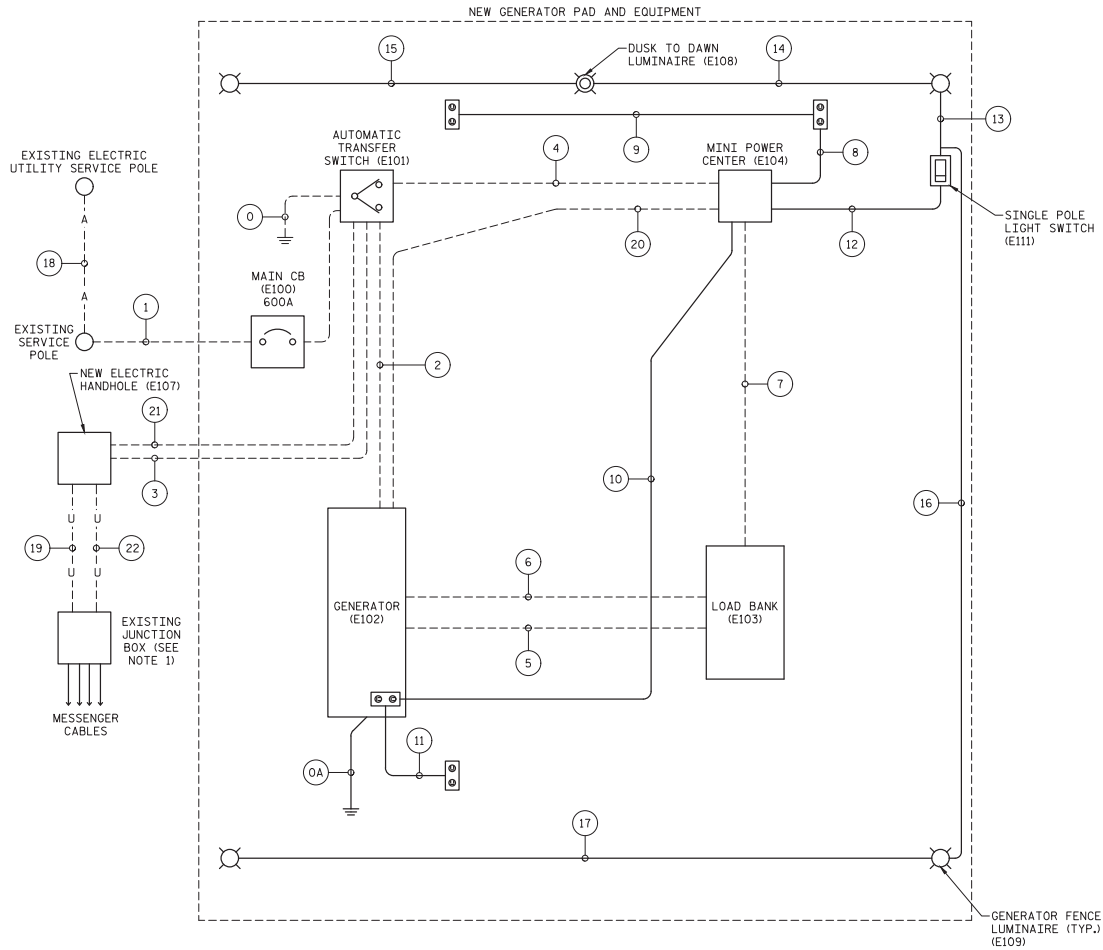 NEW GENERATOR PAD AND EQUIPMENT
15
DUSK TO DAWN
LUMINAIRE (E108)
14
13
9
AUTOMATIC
TRANSFER
SWITCH (E101)
4
MINI POWER
CENTER (E104)
8
EXISTING ELECTRIC
UTILITY SERVICE POLE
0
20
12
SINGLE POLE
LIGHT SWITCH
(E111)
A
18
A
MAIN CB
(E100)
600A
1
EXISTING
SERVICE
POLE
2
7
NEW ELECTRIC
HANDHOLE (E107)
21
3
10
16
U
U
19
22
U
U
6
GENERATOR
(E102)
LOAD BANK
(E103)
5
EXISTING
JUNCTION
BOX (SEE
NOTE 1)
MESSENGER
CABLES
11
0A
17
GENERATOR FENCE
LUMINAIRE (TYP.)
(E109)